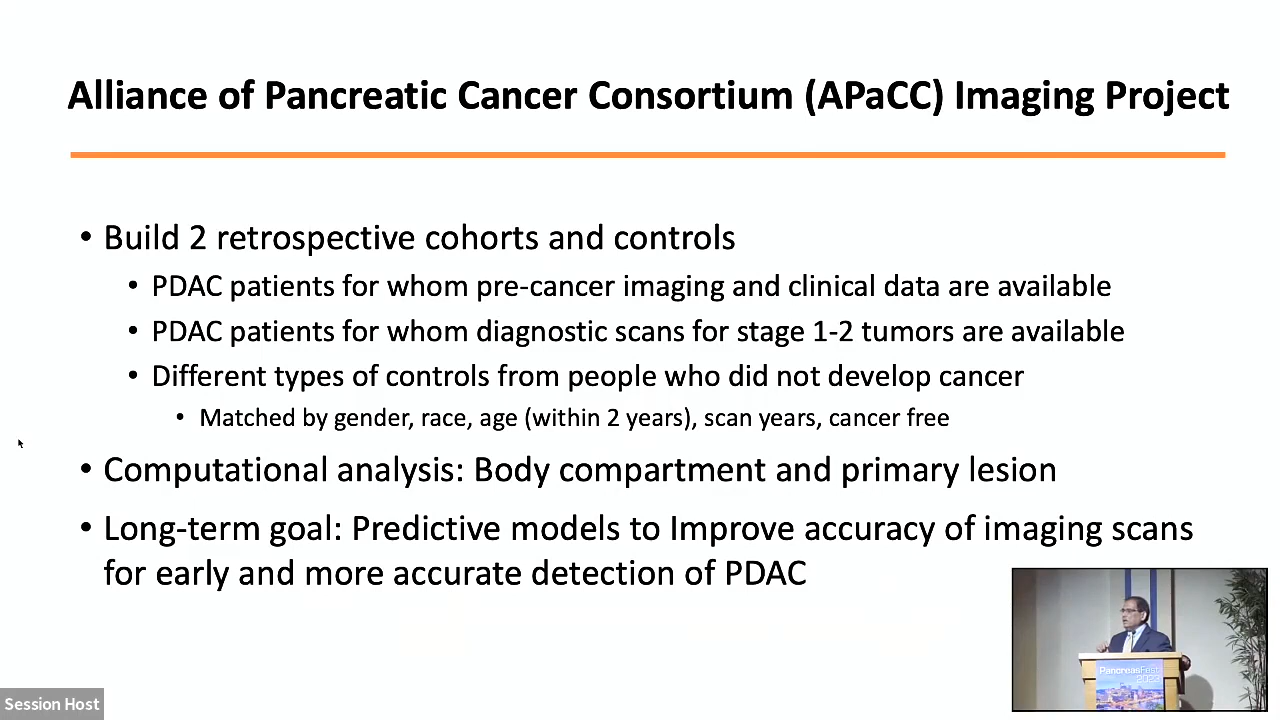 Alliance of Pancreatic Cancer Consortium (APaCC) Imaging Project
• Build 2 retrospective cohorts and controls
• PDAC patients for whom pre-cancer imaging and clinical data are available
• PDAC patients for whom diagnostic scans for stage 1-2 tumors are available
• Different types of controls from people who did not develop cancer
• Matched by gender, race, age (within 2 years), scan years, cancer free
• Computational analysis: Body compartment and primary lesion
• Long-term goal: Predictive models to Improve accuracy of imaging scans
for early and more accurate detection of PDAC
PancreasFest
Session Host